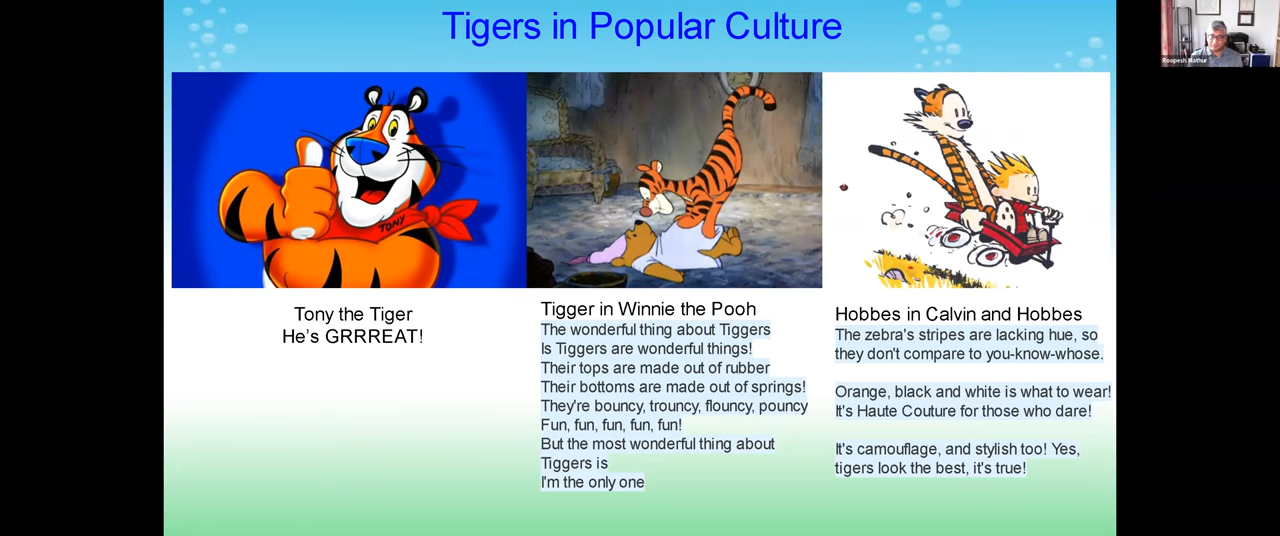 Tigers in Popular Culture
Roopesh Mathur
TONY
Tony the Tiger
He's GRRREAT!
Tigger in Winnie the Pooh
The wonderful thing about Tiggers
Is Tiggers are wonderful things!
Their tops are made out of rubber
Their bottoms are made out of springs!
They're bouncy, trouncy, flouncy, pouncy
Fun, fun, fun, fun, fun!
But the most wonderful thing about
Tiggers is
I'm the only one
Hobbes in Calvin and Hobbes
The zebra's stripes are lacking hue, so
they don't compare to you-know-whose.
Orange, black and white is what to wear!
It's Haute Couture for those who dare!
It's camouflage, and stylish too! Yes,
tigers look the best, it's true!